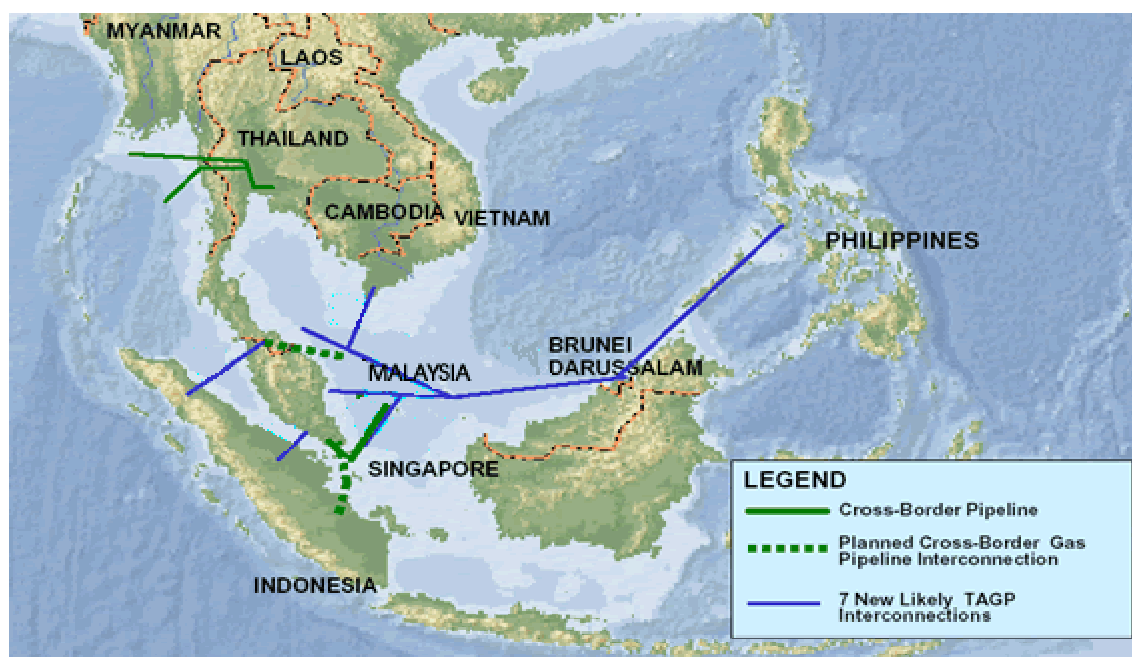 MYANMAR
LAOS
THAILAND
CAMBODIA
VIETNAM
PHILIPPINES
BRUNEI
DARUSSALAM
MALAYSIA
SINGAPORE
INDONESIA
LEGEND
Cross-Border Pipeline
Planned Cross-Border Gas
Pipeline Interconnection
7 New Likely TAGP
Interconnections